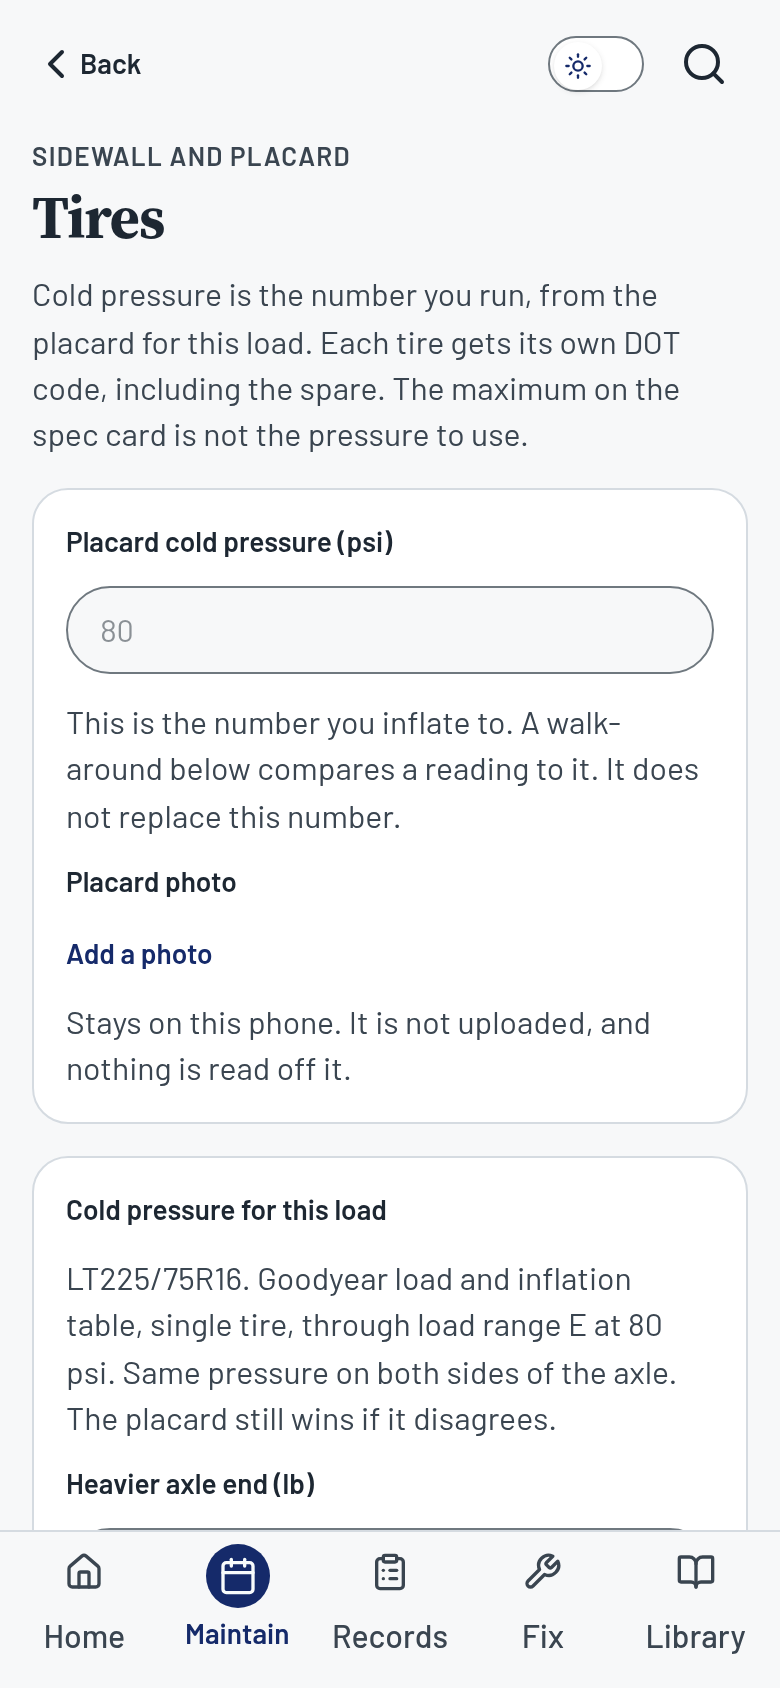 Back
SIDEWALL AND PLACARD
Tires
Cold pressure is the number you run, from the
placard for this load. Each tire gets its own DOT
code, including the spare. The maximum on the
spec card is not the pressure to use.
Placard cold pressure (psi)
80
This is the number you inflate to. A walk-
around below compares a reading to it. It does
not replace this number.
Placard photo
Add a photo
Stays on this phone. It is not uploaded, and
nothing is read off it.
Cold pressure for this load
LT225/75R16. Goodyear load and inflation
table, single tire, through load range E at 80
psi. Same pressure on both sides of the axle.
The placard still wins if it disagrees.
Heavier axle end (lb)
Home
Maintain
Records
Fix
Library